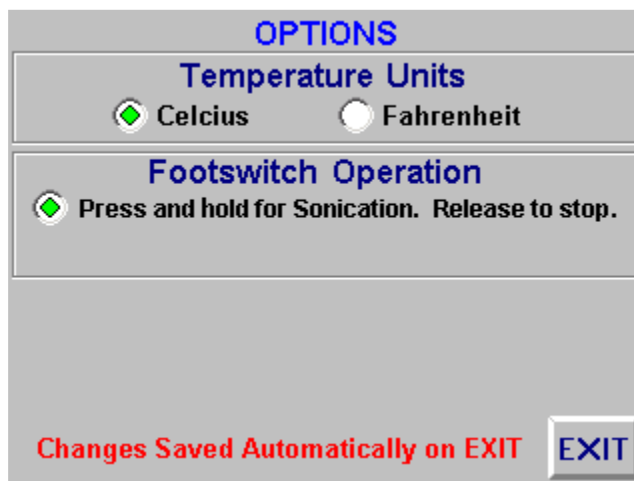 OPTIONS
Temperature Units
Celcius Fahrenheit
Footswitch Operation
Press and hold for Sonication. Release to stop.
Changes Saved Automatically on EXIT EXIT